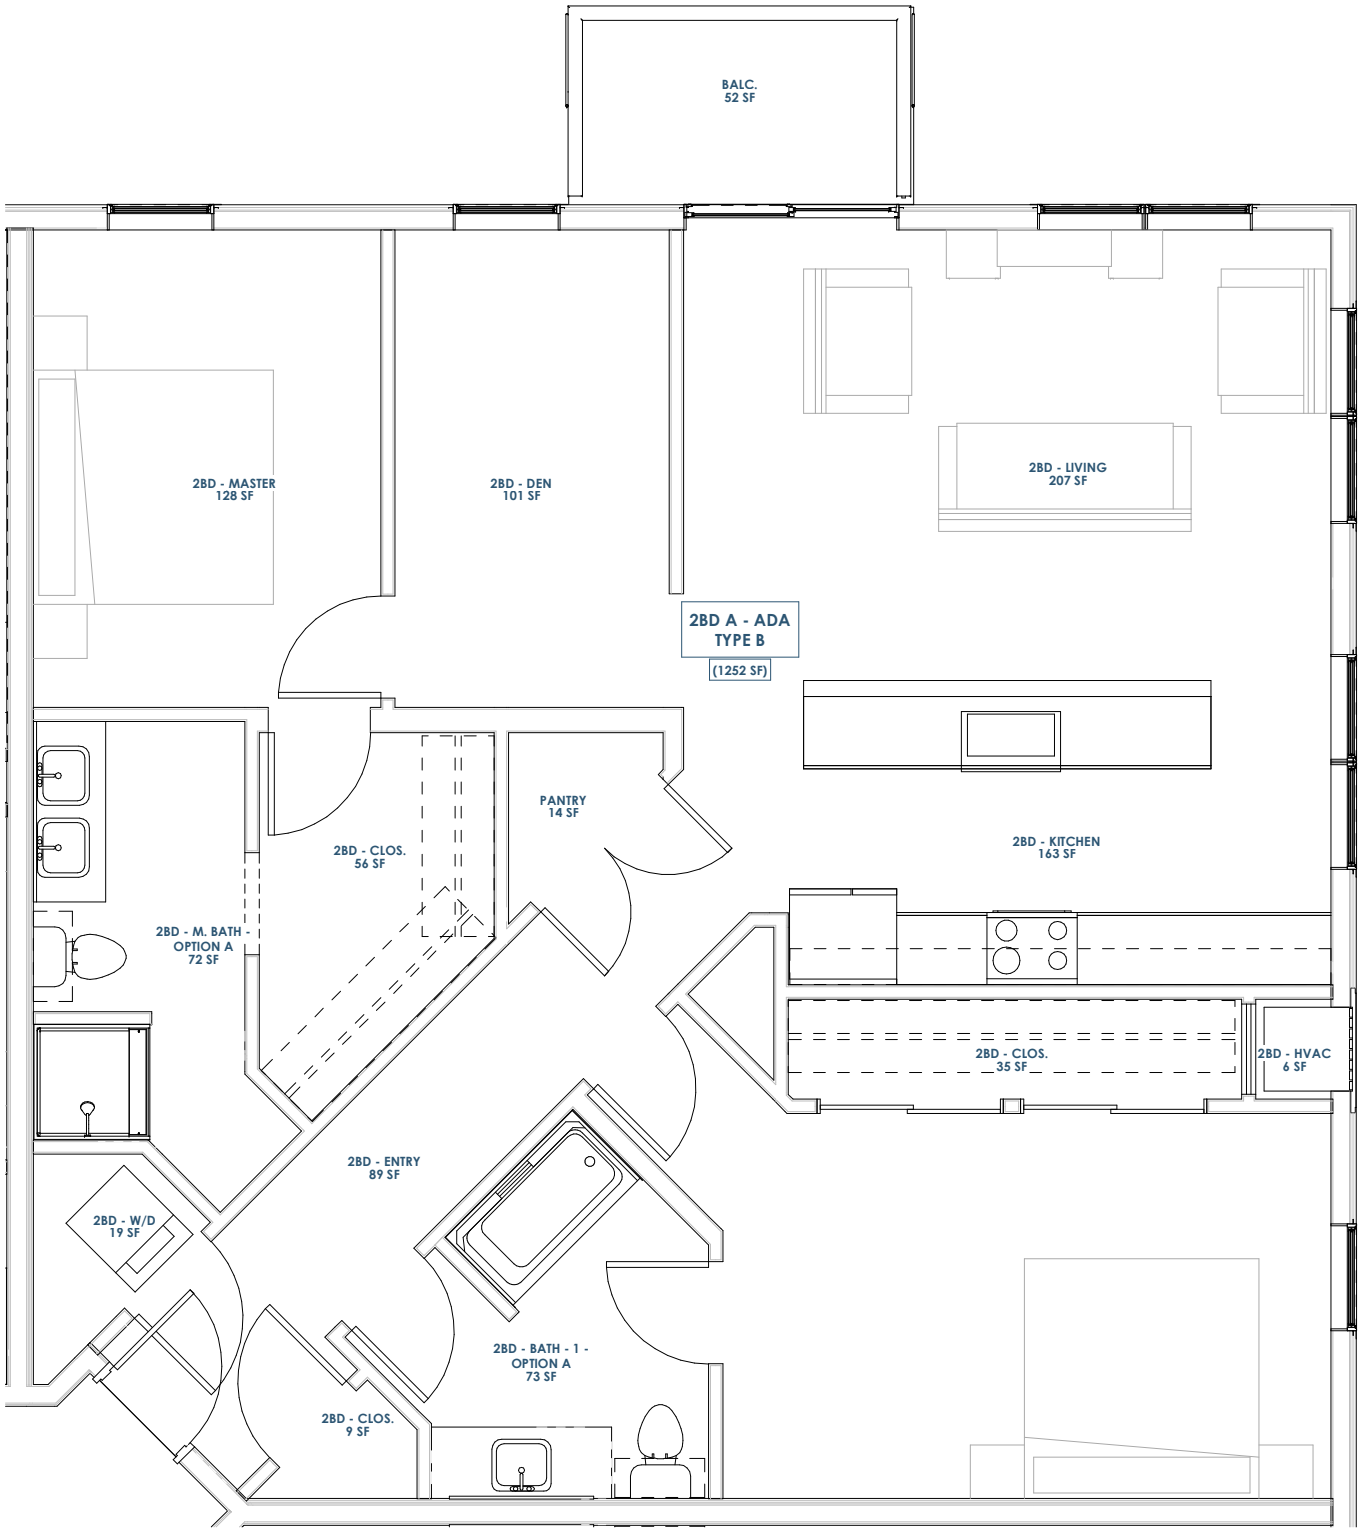 BALC.
52 SF
2BD - MASTER
128 SF
2BD - DEN
101 SF
2BD - LIVING
207 SF
2BD A - ADA
TYPE B
(1252 SF)
PANTRY
14 SF
2BD - CLOS.
56 SF
2BD - KITCHEN
163 SF
2BD - M. BATH -
OPTION A
72 SF
2BD - CLOS.
35 SF
2BD - HVAC
6 SF
2BD - ENTRY
89 SF
2BD - W/D
19 SF
2BD - BATH - 1 -
OPTION A
73 SF
2BD - CLOS.
9 SF